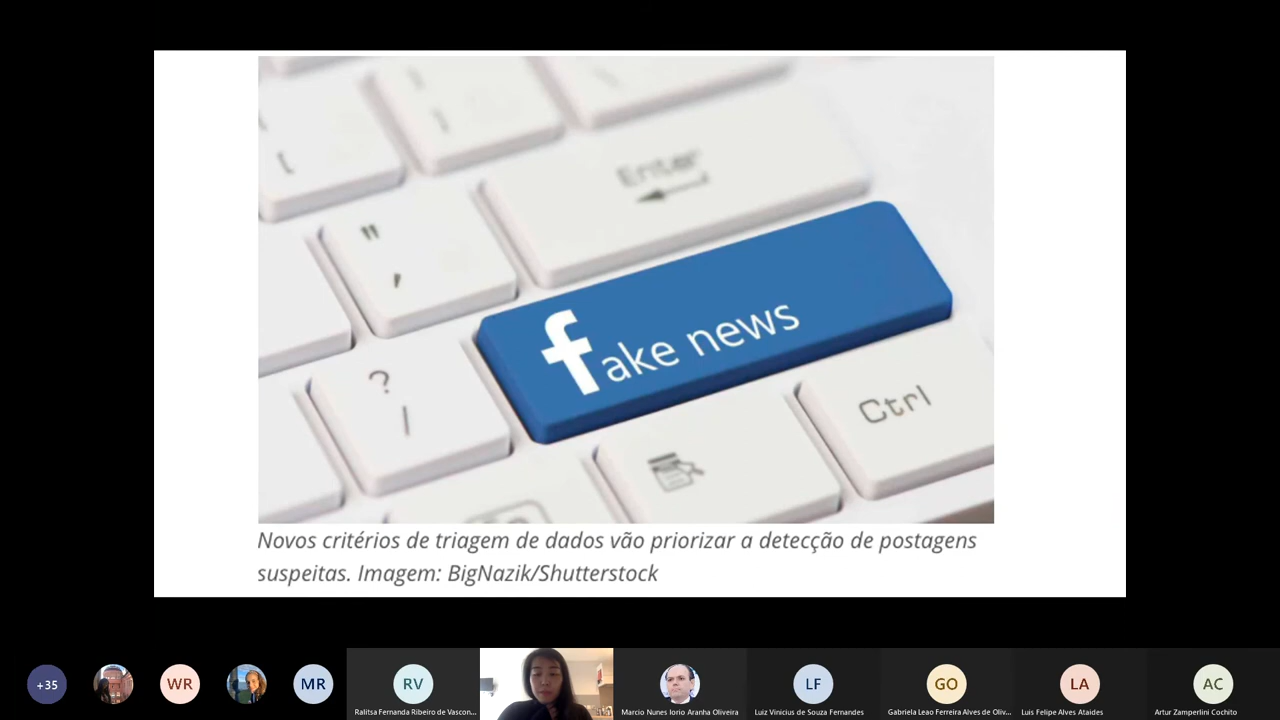 Enter
"
,
fake news
?
/
Ctrl
Novos critérios de triagem de dados vão priorizar a detecção de postagens
suspeitas. Imagem: BigNazik/Shutterstock
+35
WR
MR
RV
LF
GO
LA
AC
Ralitsa Fernanda Ribeiro de Vascon...
Marcio Nunes Iorio Aranha Oliveira
Luiz Vinicius de Souza Fernandes
Gabriela Leao Ferreira Alves de Oliv...
Luis Felipe Alves Ataides
Artur Zamperlini Cochito